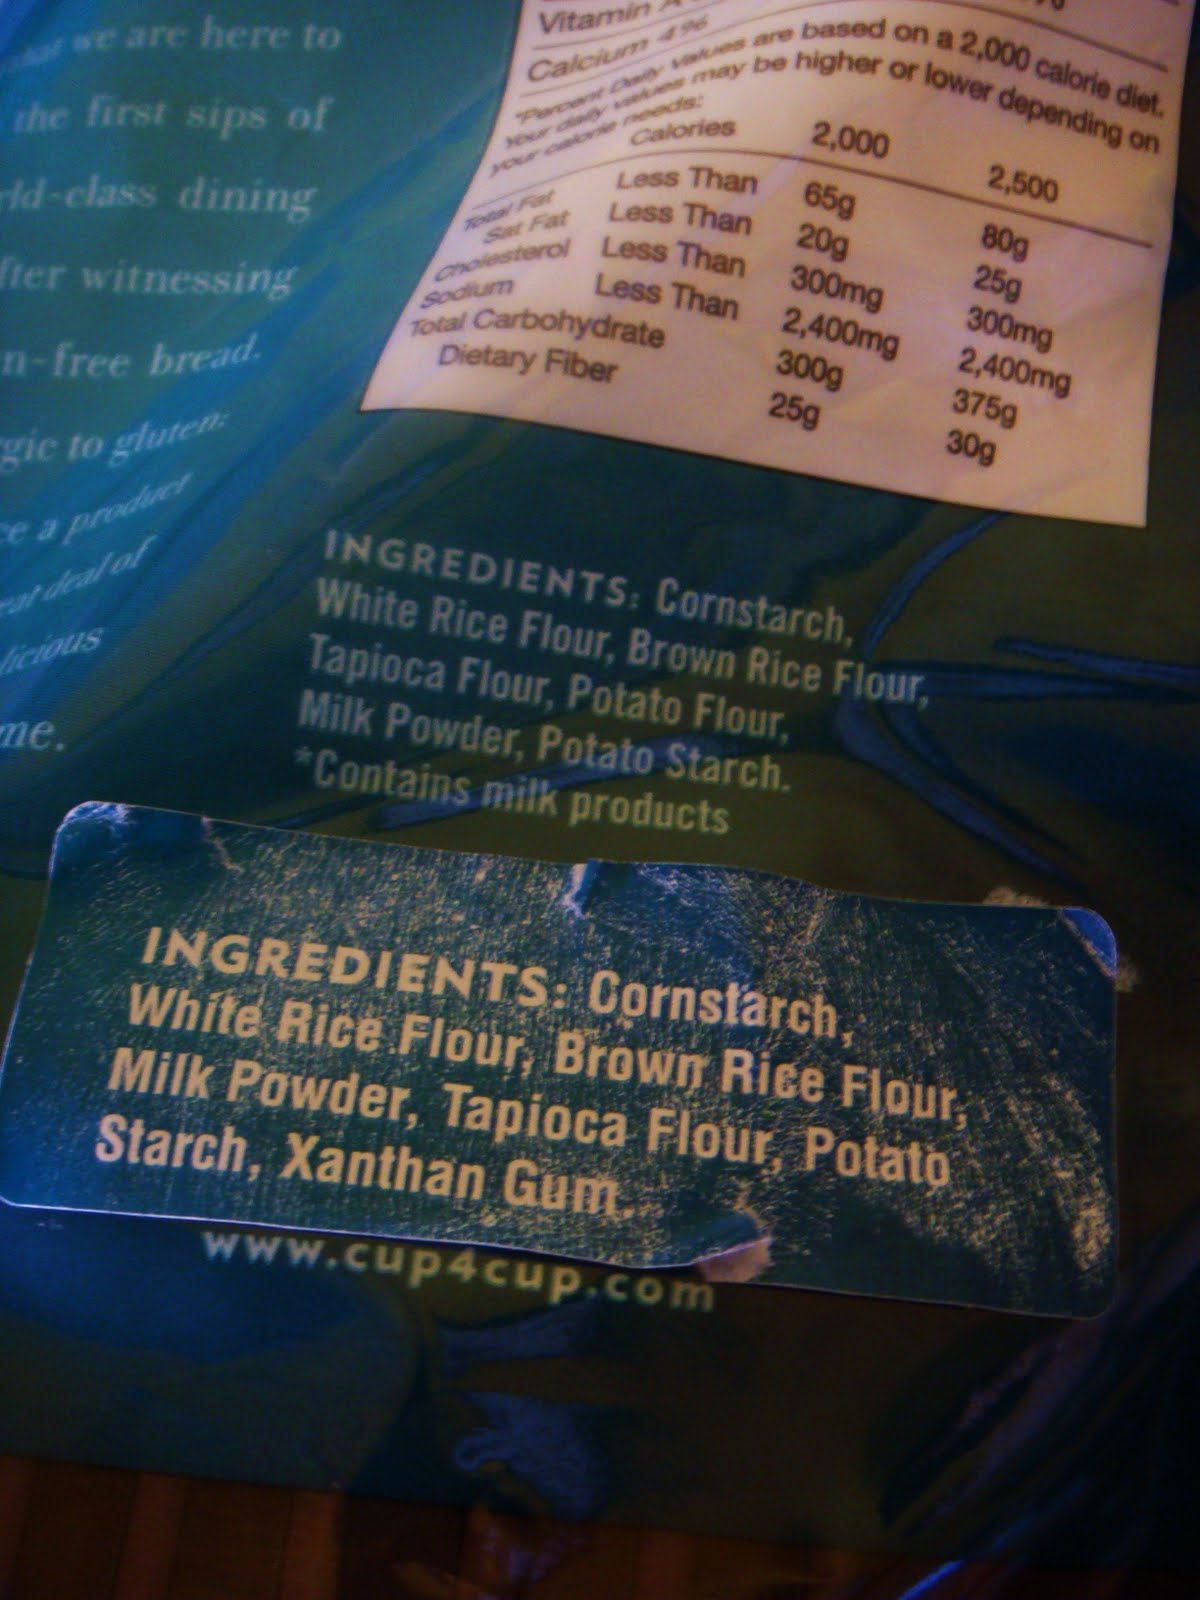 we are here to
the first sips of
dining
witnessing
bread.
to gluten:
a product
deal of
me.
Vitamin A
Calcium 4%
*Percent Daily Values are based on a 2,000 calorie diet.
Your daily values may be higher or lower depending on
your calorie needs:
Calories 2,000 2,500
Total Fat Less Than 65g 80g
Sat Fat Less Than 20g 25g
Cholesterol Less Than 300mg 300mg
Sodium Less Than 2,400mg 2,400mg
Total Carbohydrate 300g 375g
Dietary Fiber 25g 30g
INGREDIENTS: Cornstarch,
White Rice Flour, Brown Rice Flour,
Tapioca Flour, Potato Flour,
Milk Powder, Potato Starch.
*Contains milk products
INGREDIENTS: Cornstarch,
White Rice Flour, Brown Rice Flour,
Milk Powder, Tapioca Flour, Potato
Starch, Xanthan Gum.
www.cup4cup.com